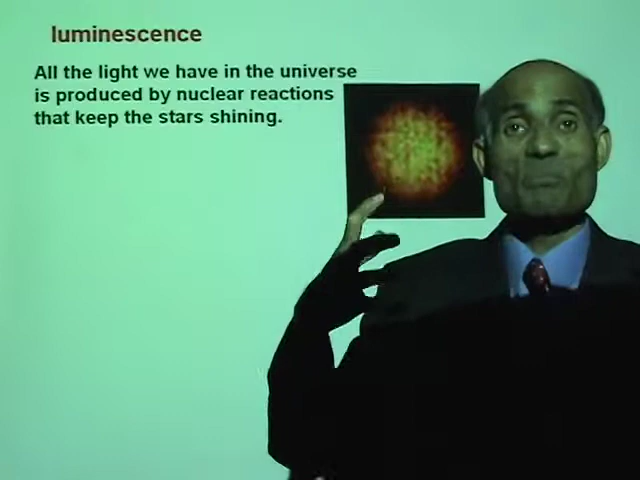 luminescence
All the light we have in the universe
is produced by nuclear reactions
that keep the stars shining.